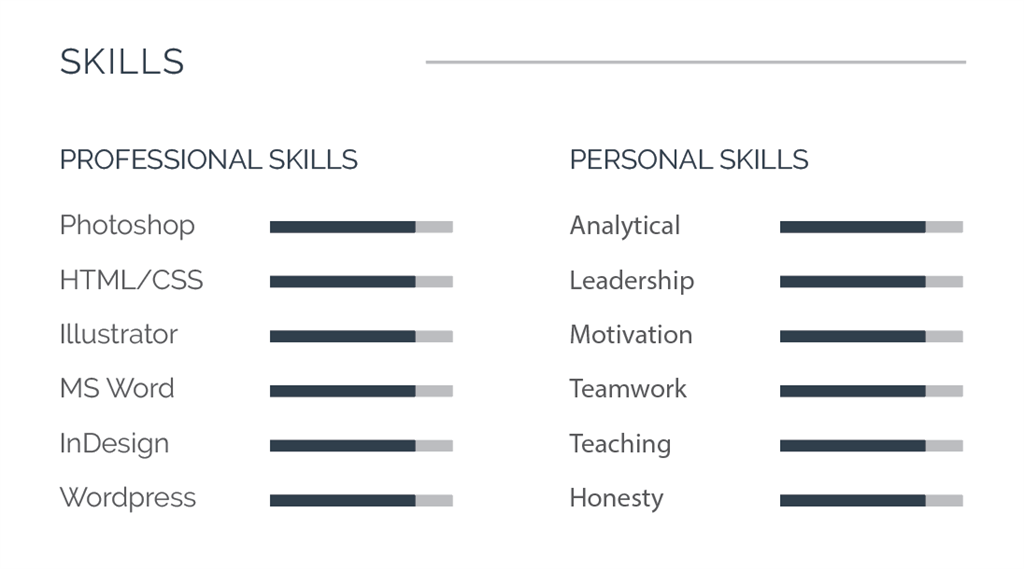 SKILLS
PROFESSIONAL SKILLS
Photoshop
HTML/CSS
Illustrator
MS Word
InDesign
Wordpress
PERSONAL SKILLS
Analytical
Leadership
Motivation
Teamwork
Teaching
Honesty